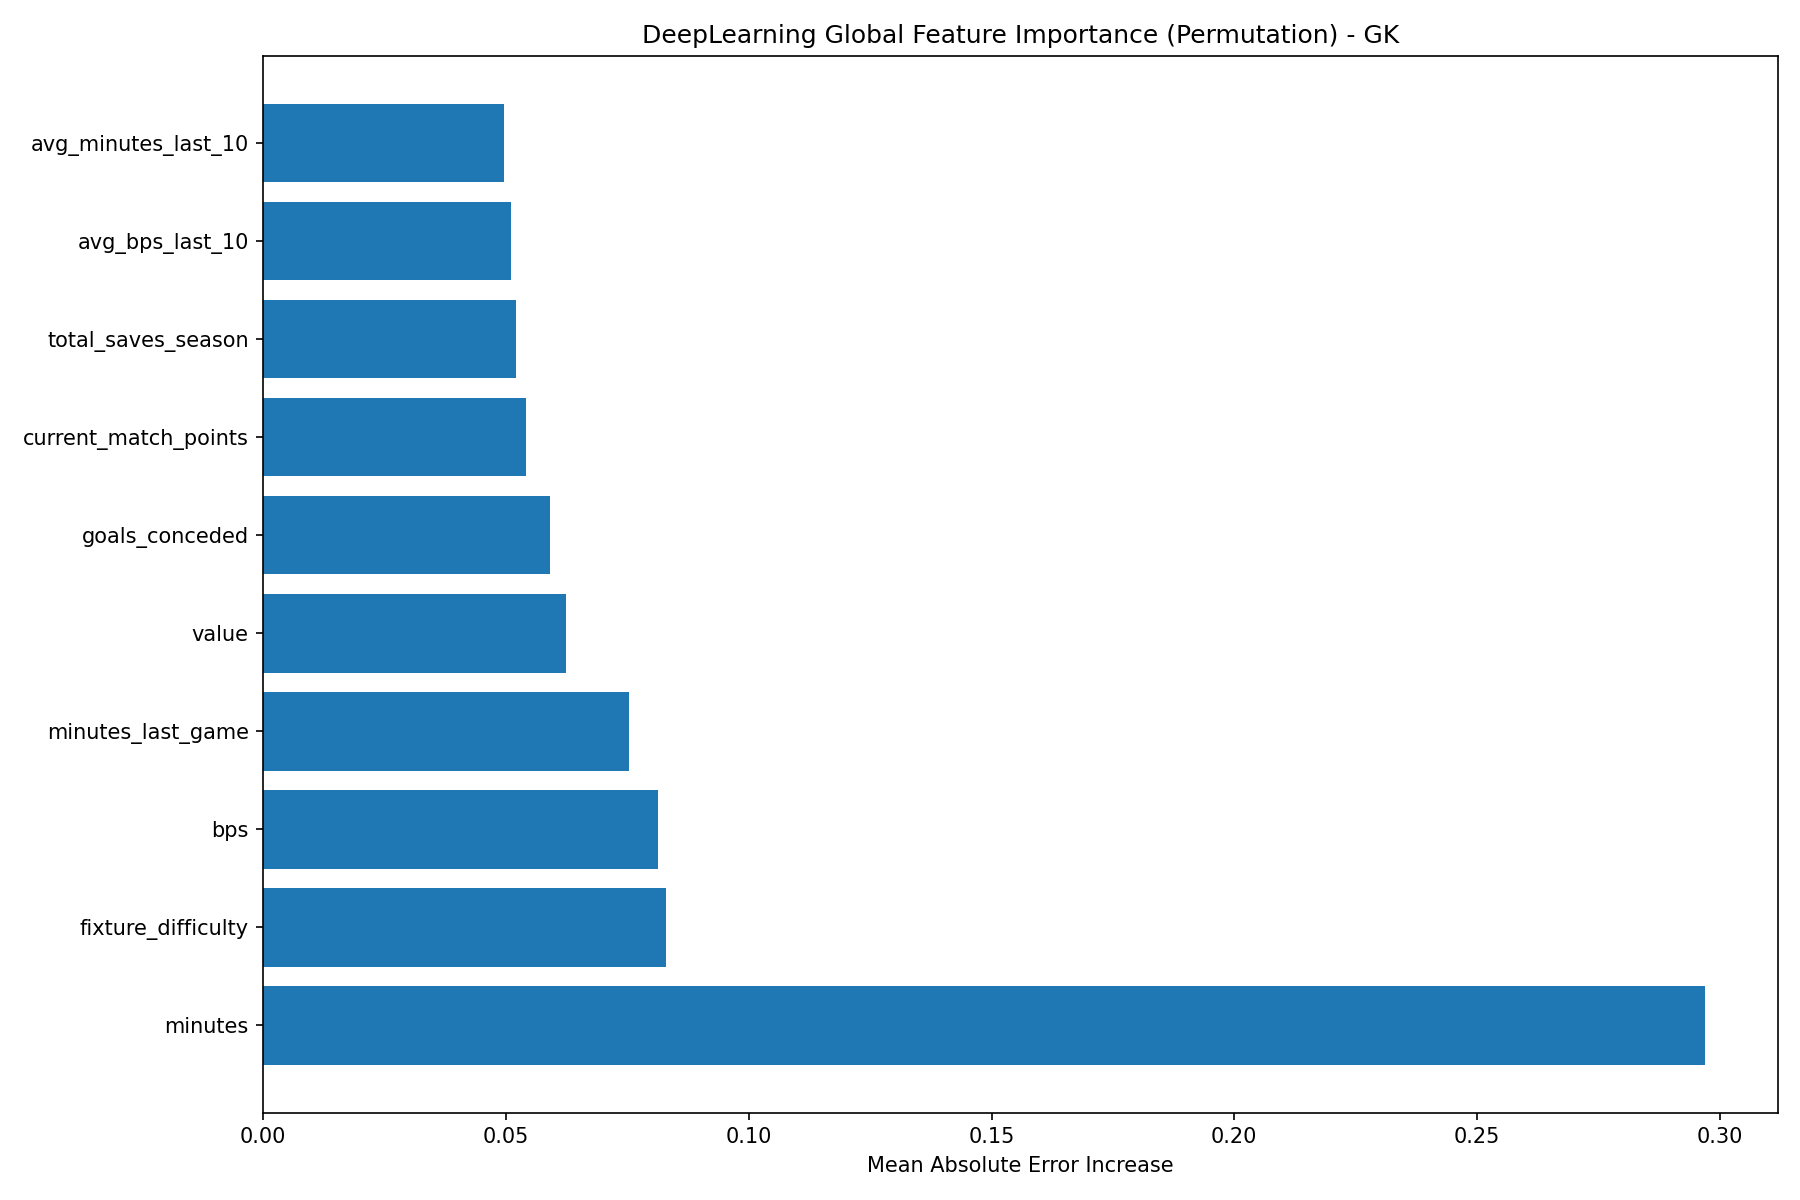 DeepLearning Global Feature Importance (Permutation) - GK
avg_minutes_last_10
avg_bps_last_10
total_saves_season
current_match_points
goals_conceded
value
minutes_last_game
bps
fixture_difficulty
minutes
0.00 0.05 0.10 0.15 0.20 0.25 0.30
Mean Absolute Error Increase